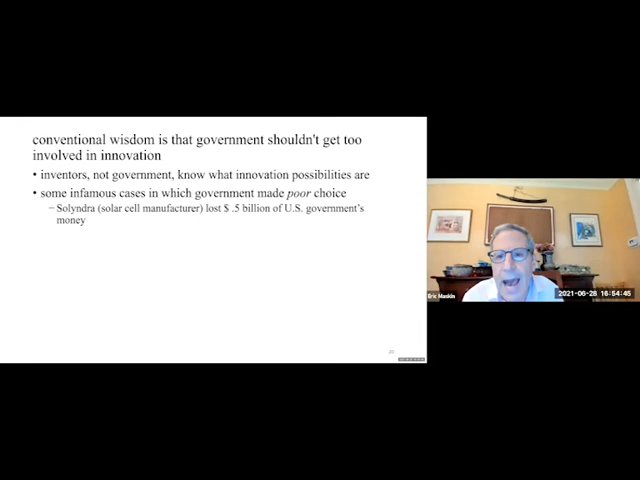 conventional wisdom is that government shouldn't get too
involved in innovation
• inventors, not government, know what innovation possibilities are
• some infamous cases in which government made poor choice
– Solyndra (solar cell manufacturer) lost $ .5 billion of U.S. government's
money
20
Eric Maskin
2021-06-28 16:54:45